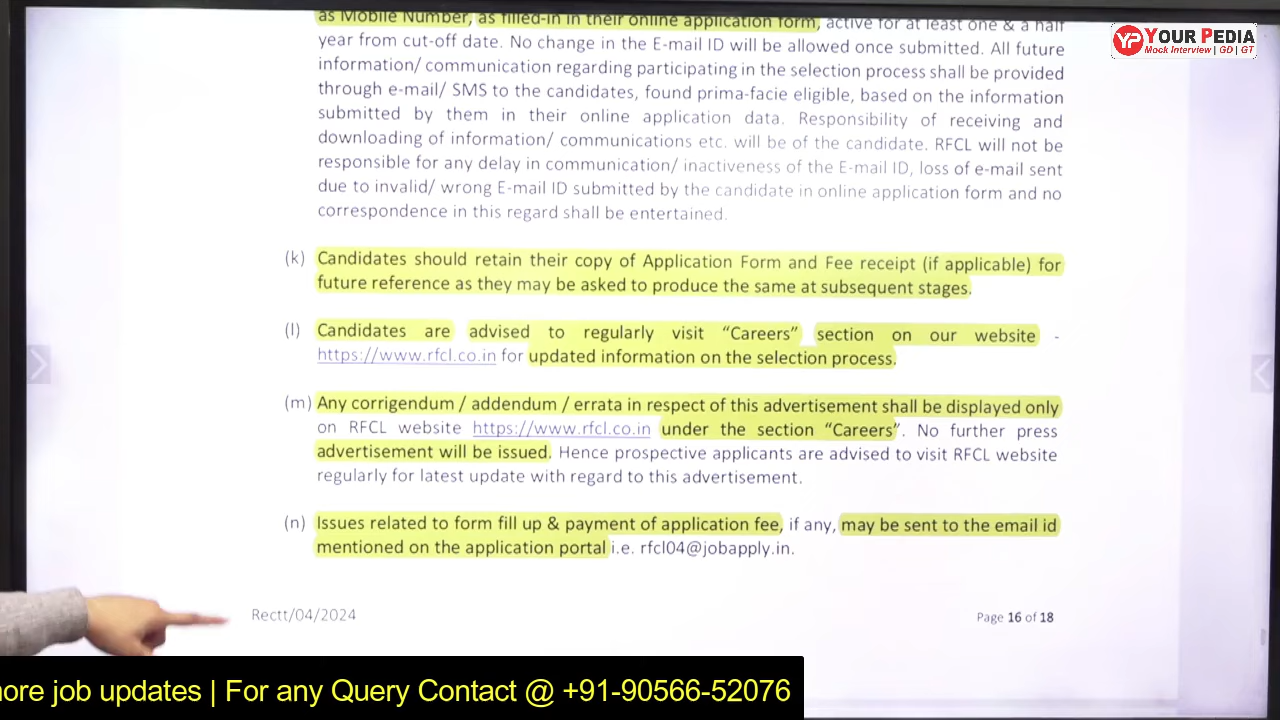 as Mobile Number, as filled-in in their online application form, active for at least one & a half
year from cut-off date. No change in the E-mail ID will be allowed once submitted. All future
information/ communication regarding participating in the selection process shall be provided
through e-mail/ SMS to the candidates, found prima-facie eligible, based on the information
submitted by them in their online application data. Responsibility of receiving and
downloading of information/ communications etc. will be of the candidate. RFCL will not be
responsible for any delay in communication/ inactiveness of the E-mail ID, loss of e-mail sent
due to invalid/ wrong E-mail ID submitted by the candidate in online application form and no
correspondence in this regard shall be entertained.
(k) Candidates should retain their copy of Application Form and Fee receipt (if applicable) for
future reference as they may be asked to produce the same at subsequent stages.
(l) Candidates are advised to regularly visit “Careers” section on our website -
https://www.rfcl.co.in for updated information on the selection process.
(m) Any corrigendum / addendum / errata in respect of this advertisement shall be displayed only
on RFCL website https://www.rfcl.co.in under the section “Careers”. No further press
advertisement will be issued. Hence prospective applicants are advised to visit RFCL website
regularly for latest update with regard to this advertisement.
(n) Issues related to form fill up & payment of application fee, if any, may be sent to the email id
mentioned on the application portal i.e. rfcl04@jobapply.in.
Rectt/04/2024
Page 16 of 18
YP YOUR PEDIA
Mock Interview | GD | GT
more job updates | For any Query Contact @ +91-90566-52076